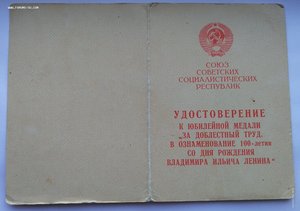 СОЮЗ
СОВЕТСКИХ
СОЦИАЛИСТИЧЕСКИХ
РЕСПУБЛИК
УДОСТОВЕРЕНИЕ
К ЮБИЛЕЙНОЙ МЕДАЛИ
„ЗА ДОБЛЕСТНЫЙ ТРУД.
В ОЗНАМЕНОВАНИЕ 100-летия
СО ДНЯ РОЖДЕНИЯ
ВЛАДИМИРА ИЛЬИЧА ЛЕНИНА“